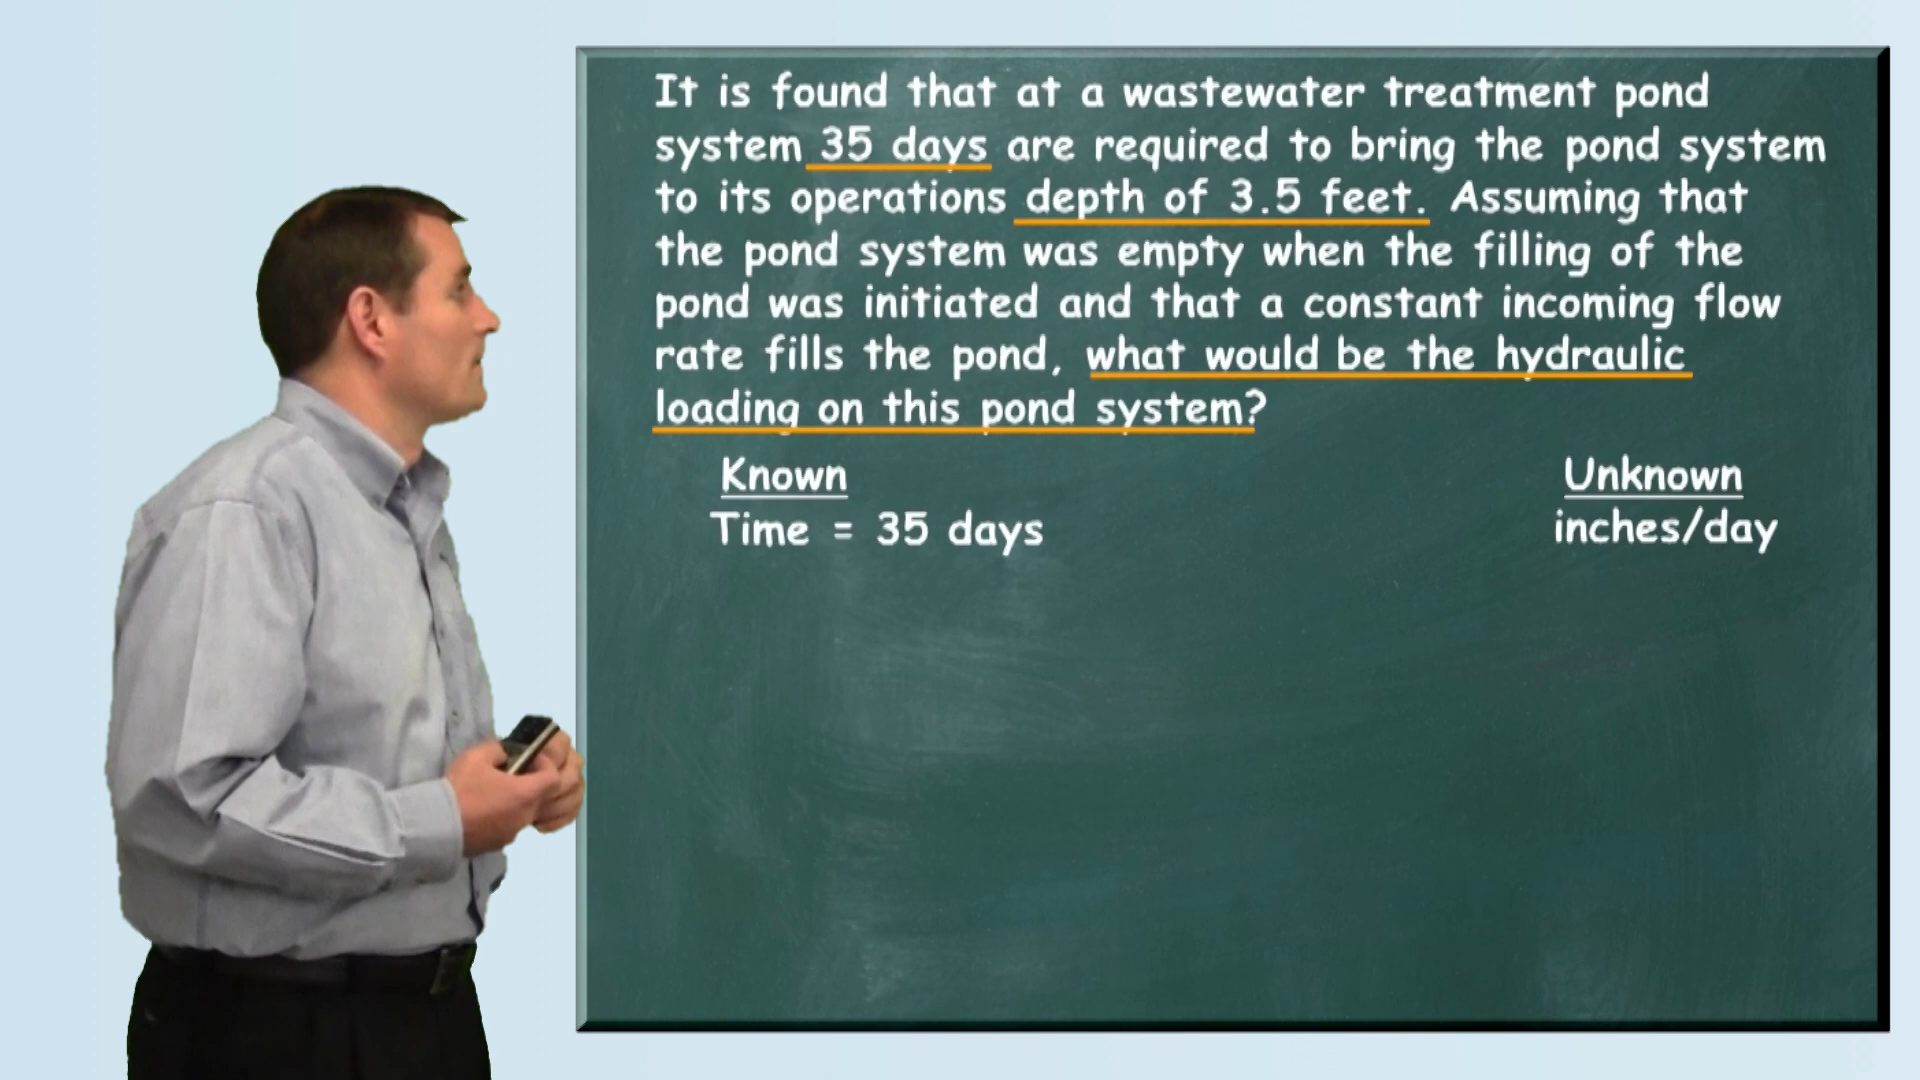 It is found that at a wastewater treatment pond
system 35 days are required to bring the pond system
to its operations depth of 3.5 feet. Assuming that
the pond system was empty when the filling of the
pond was initiated and that a constant incoming flow
rate fills the pond, what would be the hydraulic
loading on this pond system?
Known
Unknown
Time = 35 days
inches/day